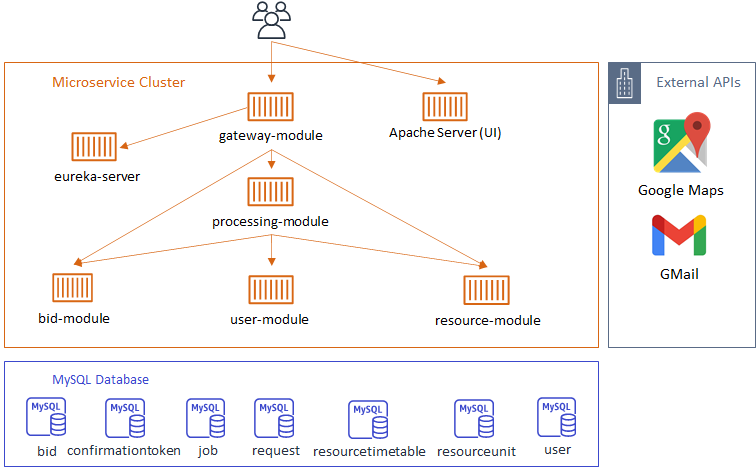 Microservice Cluster
External APIs
gateway-module
Apache Server (UI)
eureka-server
g
Google Maps
processing-module
GMail
bid-module
user-module
resource-module
MySQL Database
MySQL
MySQL
MySQL
MySQL
MySQL
MySQL
MySQL
bid
confirmationtoken
job
request
resourcetimetable
resourceunit
user